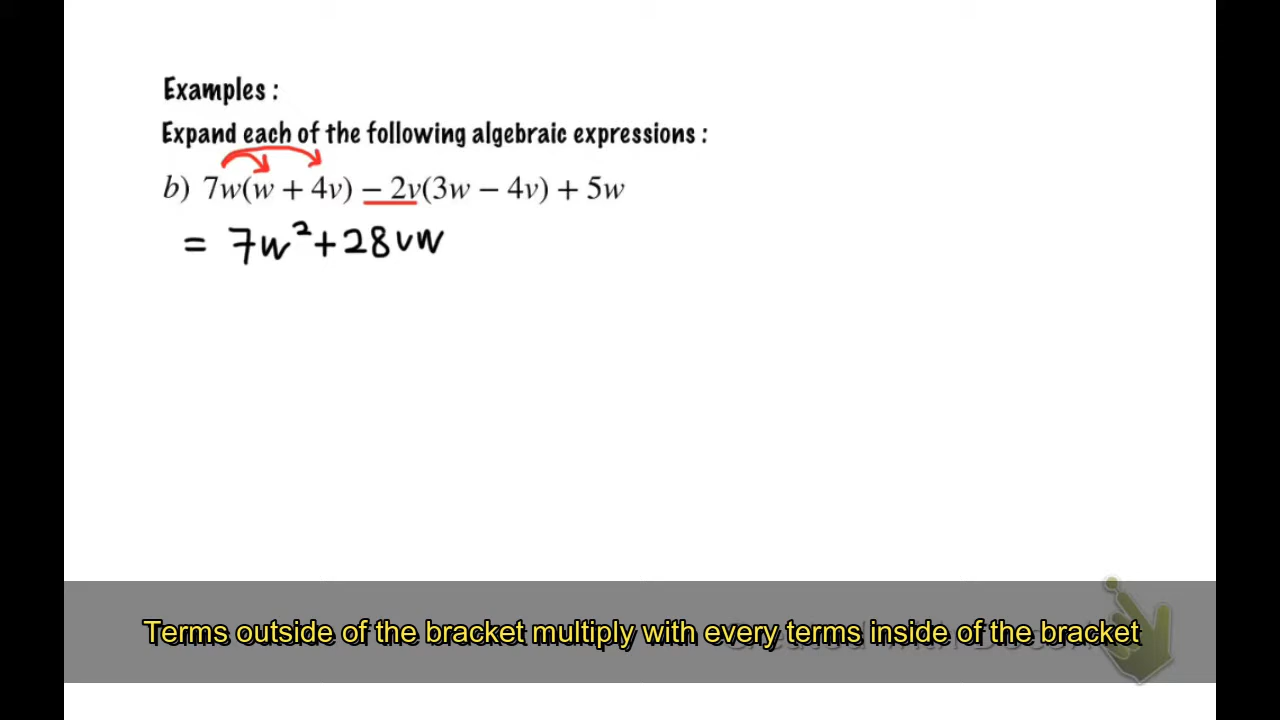 Examples :
Expand each of the following algebraic expressions :
b) 7w(w + 4v) − 2v(3w − 4v) + 5w
= 7w² + 28vw
Terms outside of the bracket multiply with every terms inside of the bracket